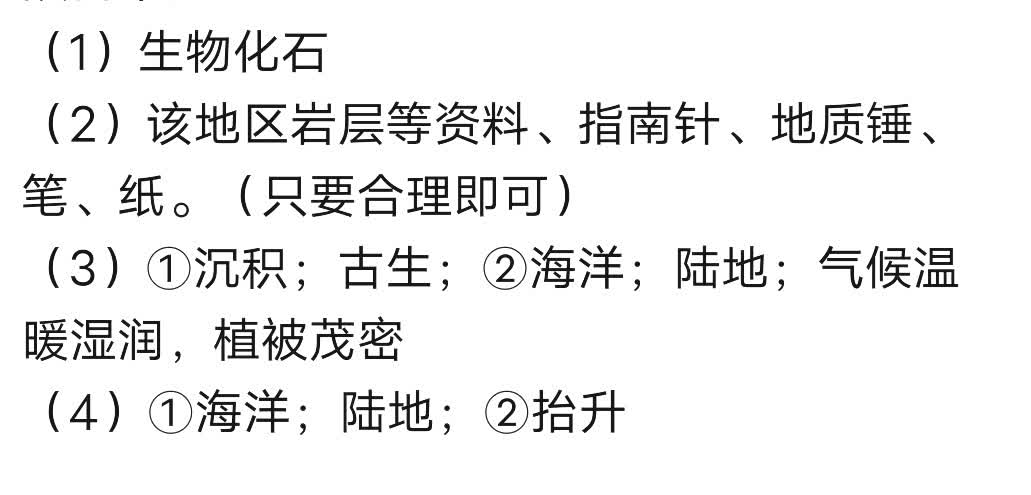 （1）生物化石
（2）该地区岩层等资料、指南针、地质锤、
笔、纸。（只要合理即可）
（3）①沉积；古生；②海洋；陆地；气候温
暖湿润，植被茂密
（4）①海洋；陆地；②抬升